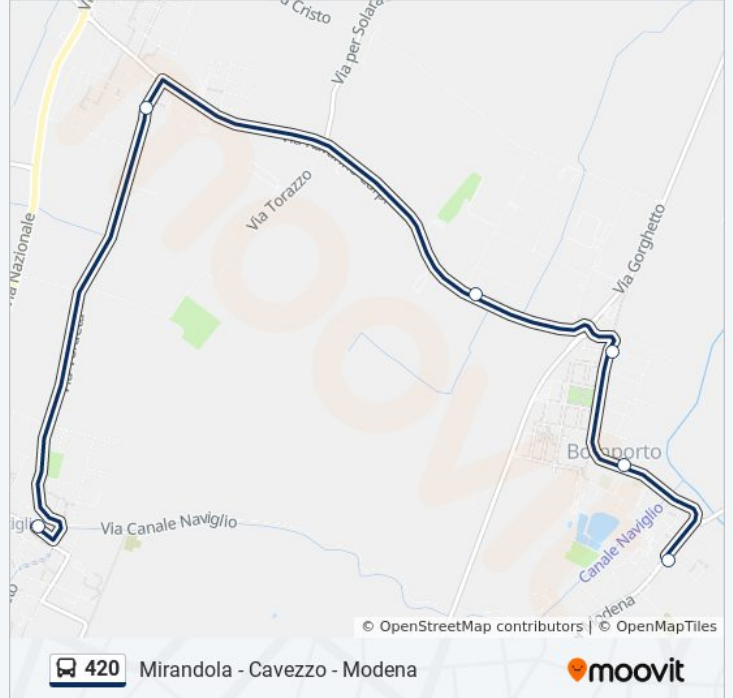 Cristo
Via per Solara
Via Torazzo
Via Gorghetto
Nazionale
Bomporto
Via Canale Naviglio
Canale Naviglio
© OpenStreetMap contributors | © OpenMapTiles
420 Mirandola - Cavezzo - Modena
moovit
moovit